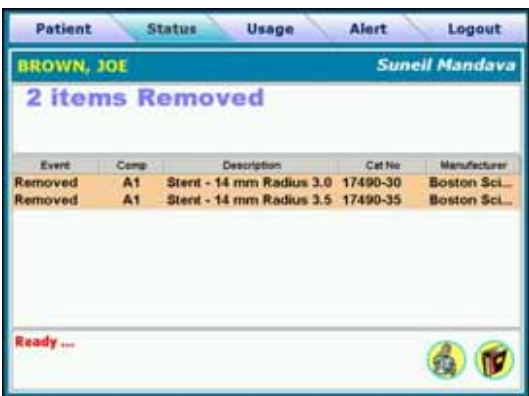 Patient Status Usage Alert Logout
BROWN, JOE Suneil Mandava
2 items Removed
Event Comp Description Cat No Manufacturer
Removed A1 Stent - 14 mm Radius 3.0 17490-30 Boston Sci...
Removed A1 Stent - 14 mm Radius 3.5 17490-35 Boston Sci...
Ready ...